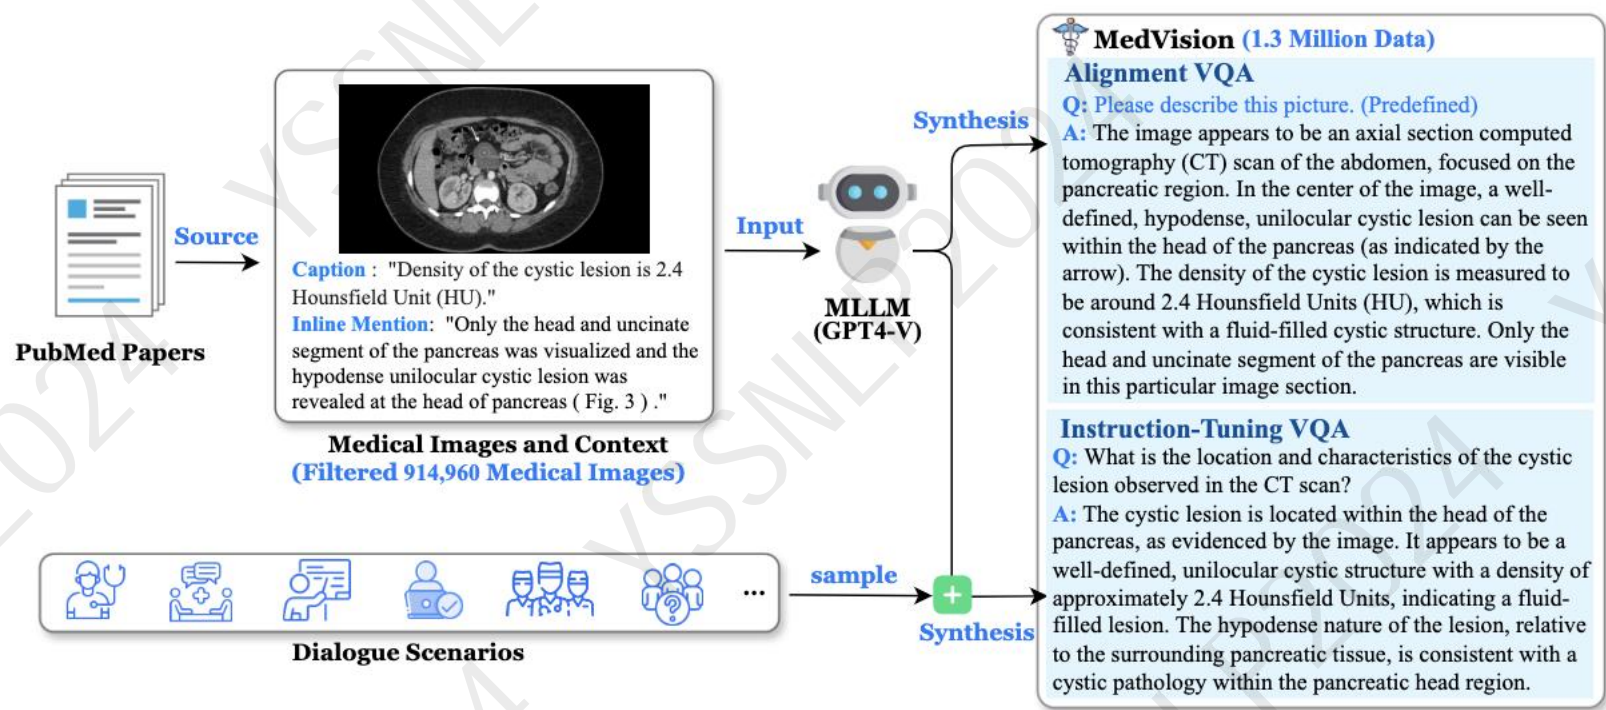 PubMed Papers
Source
Caption : "Density of the cystic lesion is 2.4
Hounsfield Unit (HU)."
Inline Mention: "Only the head and uncinate
segment of the pancreas was visualized and the
hypodense unilocular cystic lesion was
revealed at the head of pancreas ( Fig. 3 ) ."
Medical Images and Context
(Filtered 914,960 Medical Images)
Input
MLLM
(GPT4-V)
Dialogue Scenarios
...
sample
Synthesis
Synthesis
MedVision (1.3 Million Data)
Alignment VQA
Q: Please describe this picture. (Predefined)
A: The image appears to be an axial section computed
tomography (CT) scan of the abdomen, focused on the
pancreatic region. In the center of the image, a well-
defined, hypodense, unilocular cystic lesion can be seen
within the head of the pancreas (as indicated by the
arrow). The density of the cystic lesion is measured to
be around 2.4 Hounsfield Units (HU), which is
consistent with a fluid-filled cystic structure. Only the
head and uncinate segment of the pancreas are visible
in this particular image section.
Instruction-Tuning VQA
Q: What is the location and characteristics of the cystic
lesion observed in the CT scan?
A: The cystic lesion is located within the head of the
pancreas, as evidenced by the image. It appears to be a
well-defined, unilocular cystic structure with a density of
approximately 2.4 Hounsfield Units, indicating a fluid-
filled lesion. The hypodense nature of the lesion, relative
to the surrounding pancreatic tissue, is consistent with a
cystic pathology within the pancreatic head region.
YSSNLP2024